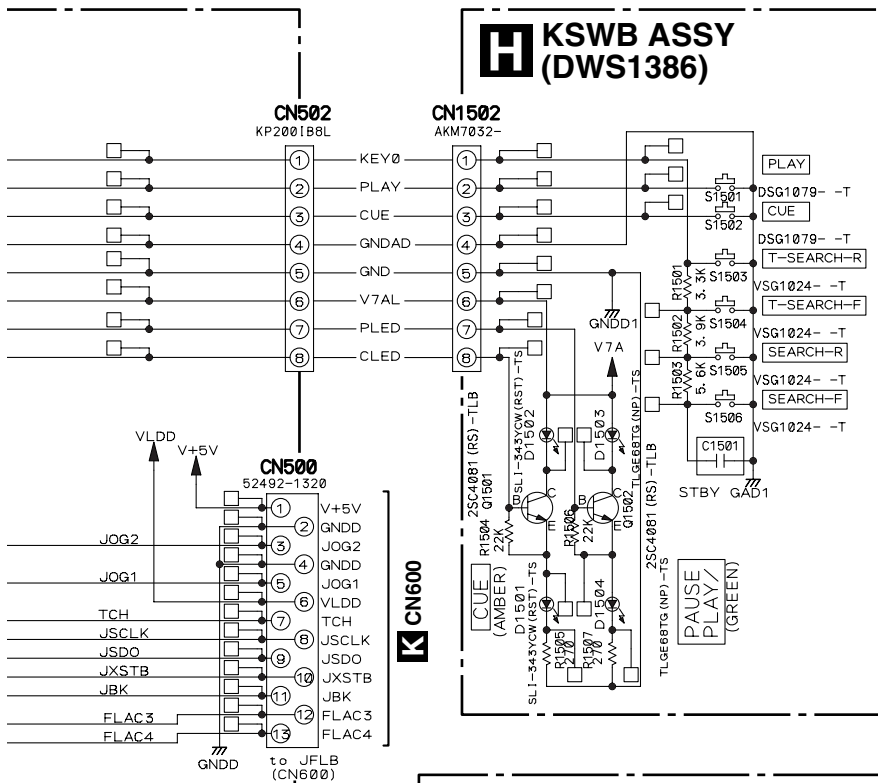 H KSWB ASSY
(DWS1386)
CN502
KP200IB8L
CN1502
AKM7032-
1 KEY0 1
2 PLAY 2
3 CUE 3
4 GNDAD 4
5 GND 5
6 V7AL 6
7 PLED 7
8 CLED 8
PLAY
S1501
DSG1079- -T
CUE
S1502
DSG1079- -T
T-SEARCH-R
S1503
VSG1024- -T
T-SEARCH-F
S1504
VSG1024- -T
SEARCH-R
S1505
VSG1024- -T
SEARCH-F
S1506
VSG1024- -T
R1501
3.3K
R1502
3.9K
R1503
5.6K
C1501
STBY
GAD1
GNDD1
V7A
2SC4081(RS)-TLB
Q1501
SLI-343YCW(RST)-TS
D1502
D1503
TLGE68TG(NP)-TS
B C E
B C E
Q1502
2SC4081(RS)-TLB
R1504
22K
R1506
22K
CUE
(AMBER)
D1501
SLI-343YCW(RST)-TS
D1504
TLGE68TG(NP)-TS
R1505
270
R1507
270
PAUSE
PLAY/
(GREEN)
VLDD
V+5V
CN500
52492-1320
1 V+5V
2 GNDD
JOG2 3 JOG2
4 GNDD
JOG1 5 JOG1
6 VLDD
TCH 7 TCH
JSCLK 8 JSCLK
JSDO 9 JSDO
JXSTB 10 JXSTB
JBK 11 JBK
FLAC3 12 FLAC3
FLAC4 13 FLAC4
GNDD
to JFLB
(CN600)
K CN600